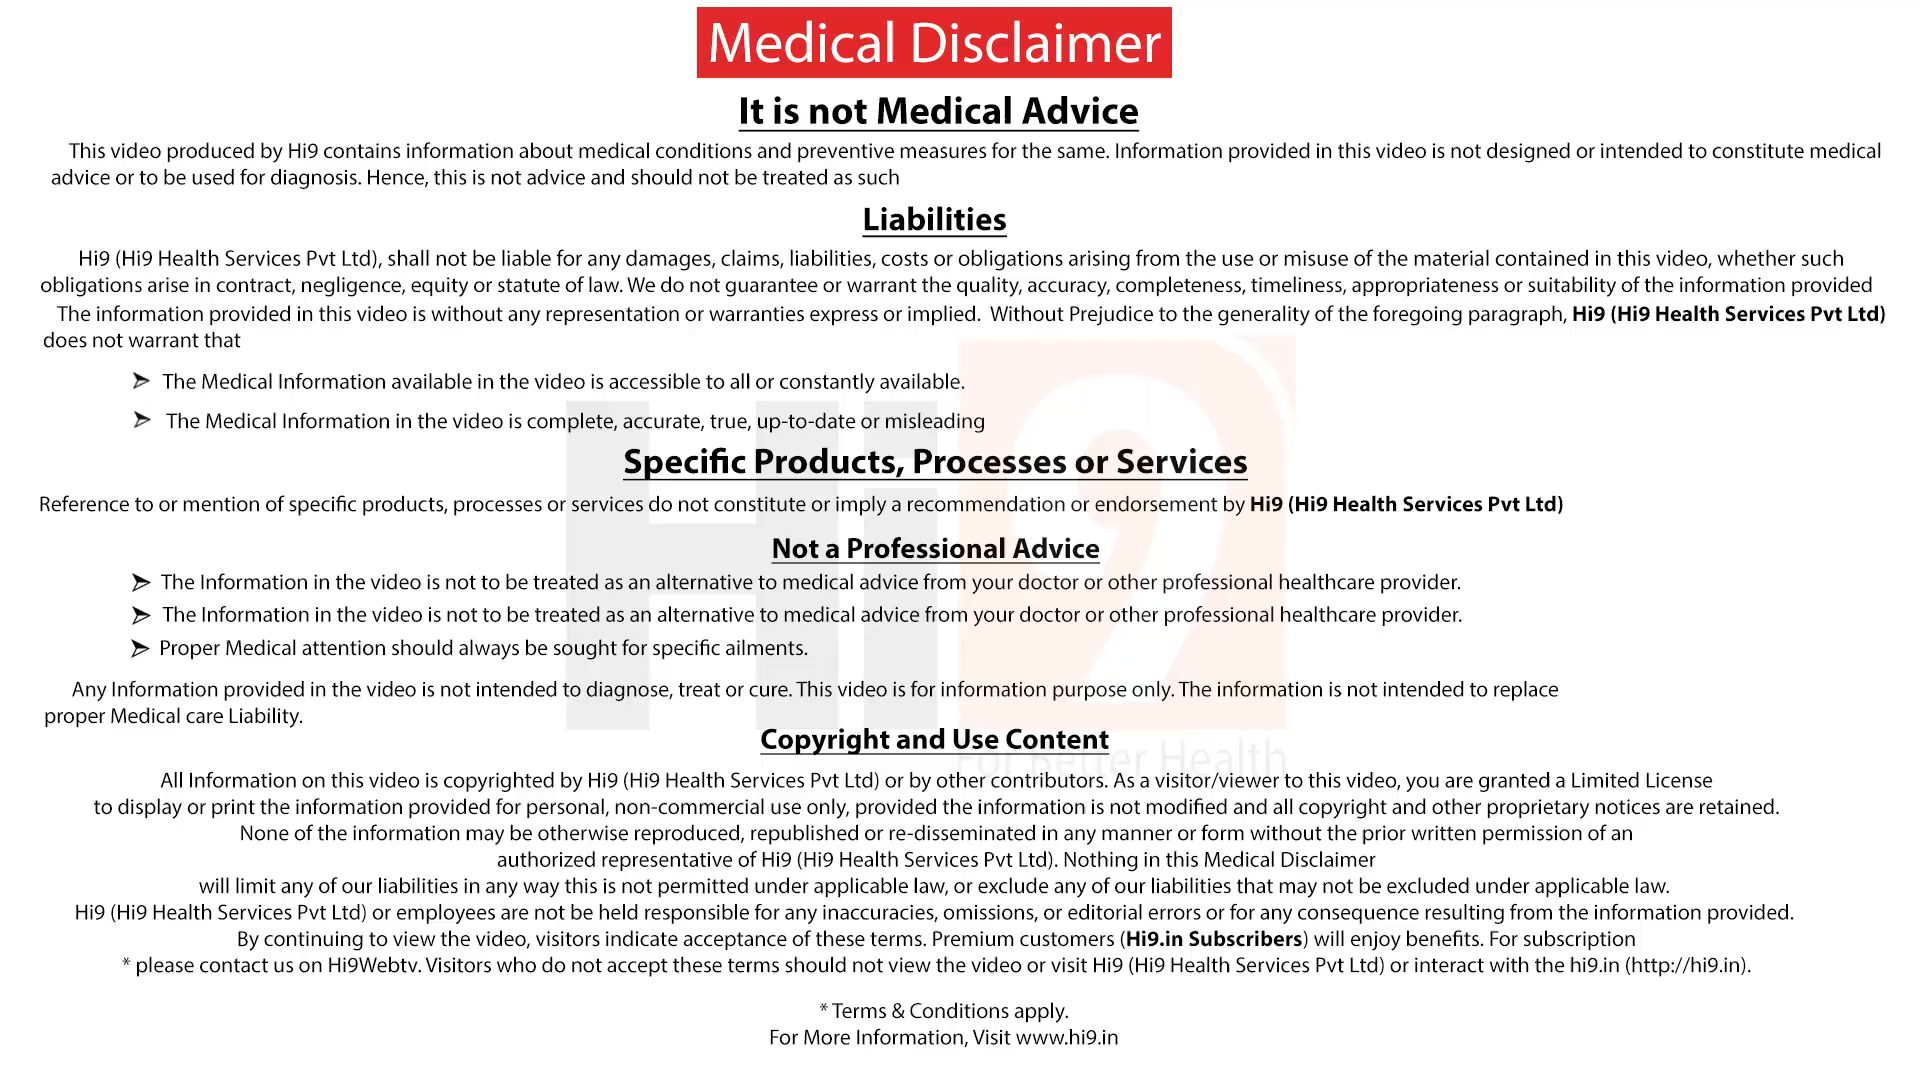 Medical Disclaimer
It is not Medical Advice
This video produced by Hi9 contains information about medical conditions and preventive measures for the same. Information provided in this video is not designed or intended to constitute medical
advice or to be used for diagnosis. Hence, this is not advice and should not be treated as such
Liabilities
Hi9 (Hi9 Health Services Pvt Ltd), shall not be liable for any damages, claims, liabilities, costs or obligations arising from the use or misuse of the material contained in this video, whether such
obligations arise in contract, negligence, equity or statute of law. We do not guarantee or warrant the quality, accuracy, completeness, timeliness, appropriateness or suitability of the information provided
The information provided in this video is without any representation or warranties express or implied. Without Prejudice to the generality of the foregoing paragraph, Hi9 (Hi9 Health Services Pvt Ltd)
does not warrant that
➢ The Medical Information available in the video is accessible to all or constantly available.
➢ The Medical Information in the video is complete, accurate, true, up-to-date or misleading
Specific Products, Processes or Services
Reference to or mention of specific products, processes or services do not constitute or imply a recommendation or endorsement by Hi9 (Hi9 Health Services Pvt Ltd)
Not a Professional Advice
➢ The Information in the video is not to be treated as an alternative to medical advice from your doctor or other professional healthcare provider.
➢ The Information in the video is not to be treated as an alternative to medical advice from your doctor or other professional healthcare provider.
➢ Proper Medical attention should always be sought for specific ailments.
Any Information provided in the video is not intended to diagnose, treat or cure. This video is for information purpose only. The information is not intended to replace
proper Medical care Liability.
Hi9
For Better Health
Copyright and Use Content
All Information on this video is copyrighted by Hi9 (Hi9 Health Services Pvt Ltd) or by other contributors. As a visitor/viewer to this video, you are granted a Limited License
to display or print the information provided for personal, non-commercial use only, provided the information is not modified and all copyright and other proprietary notices are retained.
None of the information may be otherwise reproduced, republished or re-disseminated in any manner or form without the prior written permission of an
authorized representative of Hi9 (Hi9 Health Services Pvt Ltd). Nothing in this Medical Disclaimer
will limit any of our liabilities in any way this is not permitted under applicable law, or exclude any of our liabilities that may not be excluded under applicable law.
Hi9 (Hi9 Health Services Pvt Ltd) or employees are not be held responsible for any inaccuracies, omissions, or editorial errors or for any consequence resulting from the information provided.
By continuing to view the video, visitors indicate acceptance of these terms. Premium customers (Hi9.in Subscribers) will enjoy benefits. For subscription
* please contact us on Hi9Webtv. Visitors who do not accept these terms should not view the video or visit Hi9 (Hi9 Health Services Pvt Ltd) or interact with the hi9.in (http://hi9.in).
* Terms & Conditions apply.
For More Information, Visit www.hi9.in